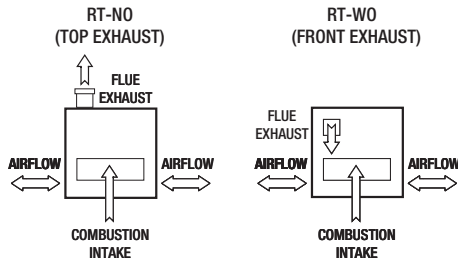 RT-NO
(TOP EXHAUST)
FLUE
EXHAUST
AIRFLOW
AIRFLOW
COMBUSTION
INTAKE
RT-WO
(FRONT EXHAUST)
FLUE
EXHAUST
AIRFLOW
AIRFLOW
COMBUSTION
INTAKE